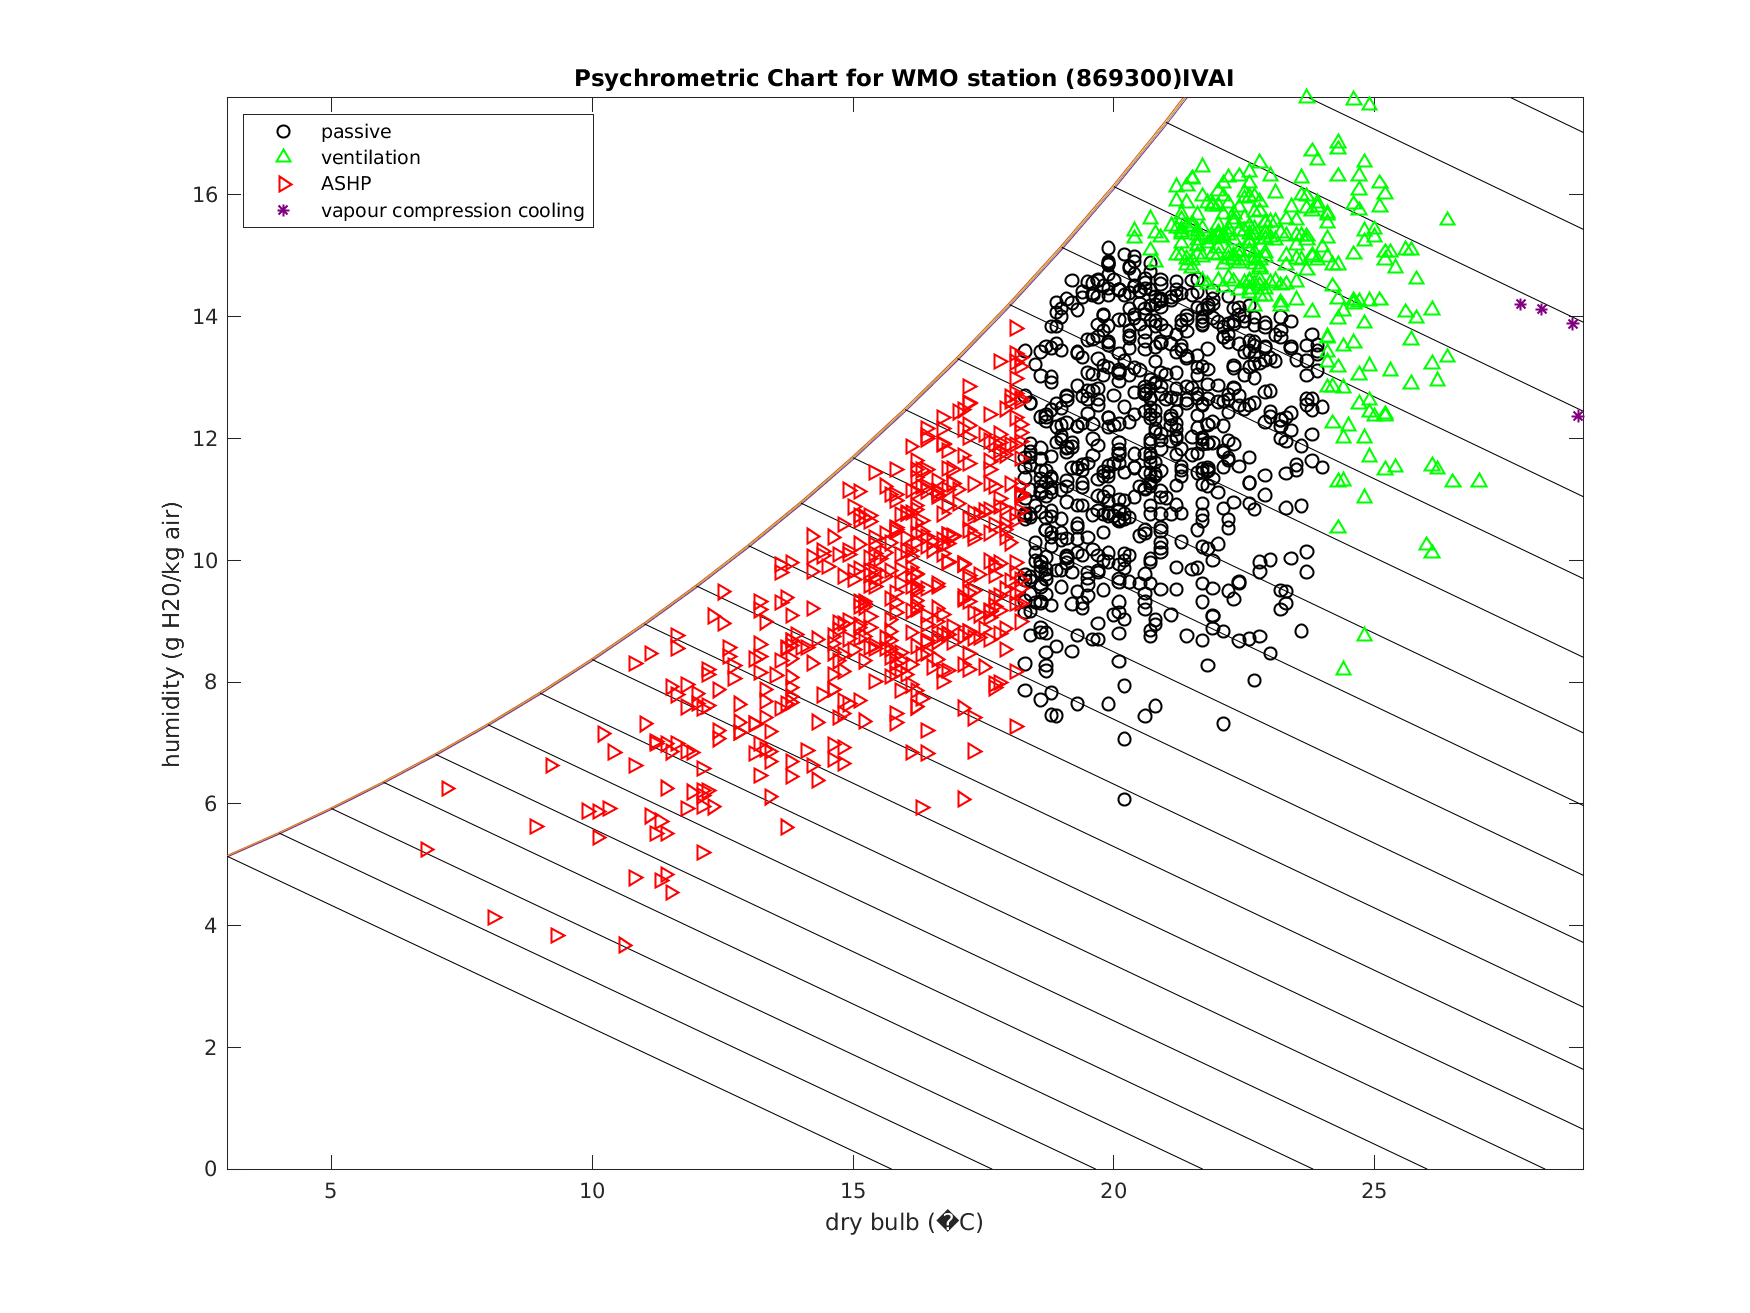 Psychrometric Chart for WMO station (869300)IVAI
passive
ventilation
ASHP
vapour compression cooling
humidity (g H20/kg air)
16
14
12
10
8
6
4
2
0
5
10
15
20
25
dry bulb (�C)